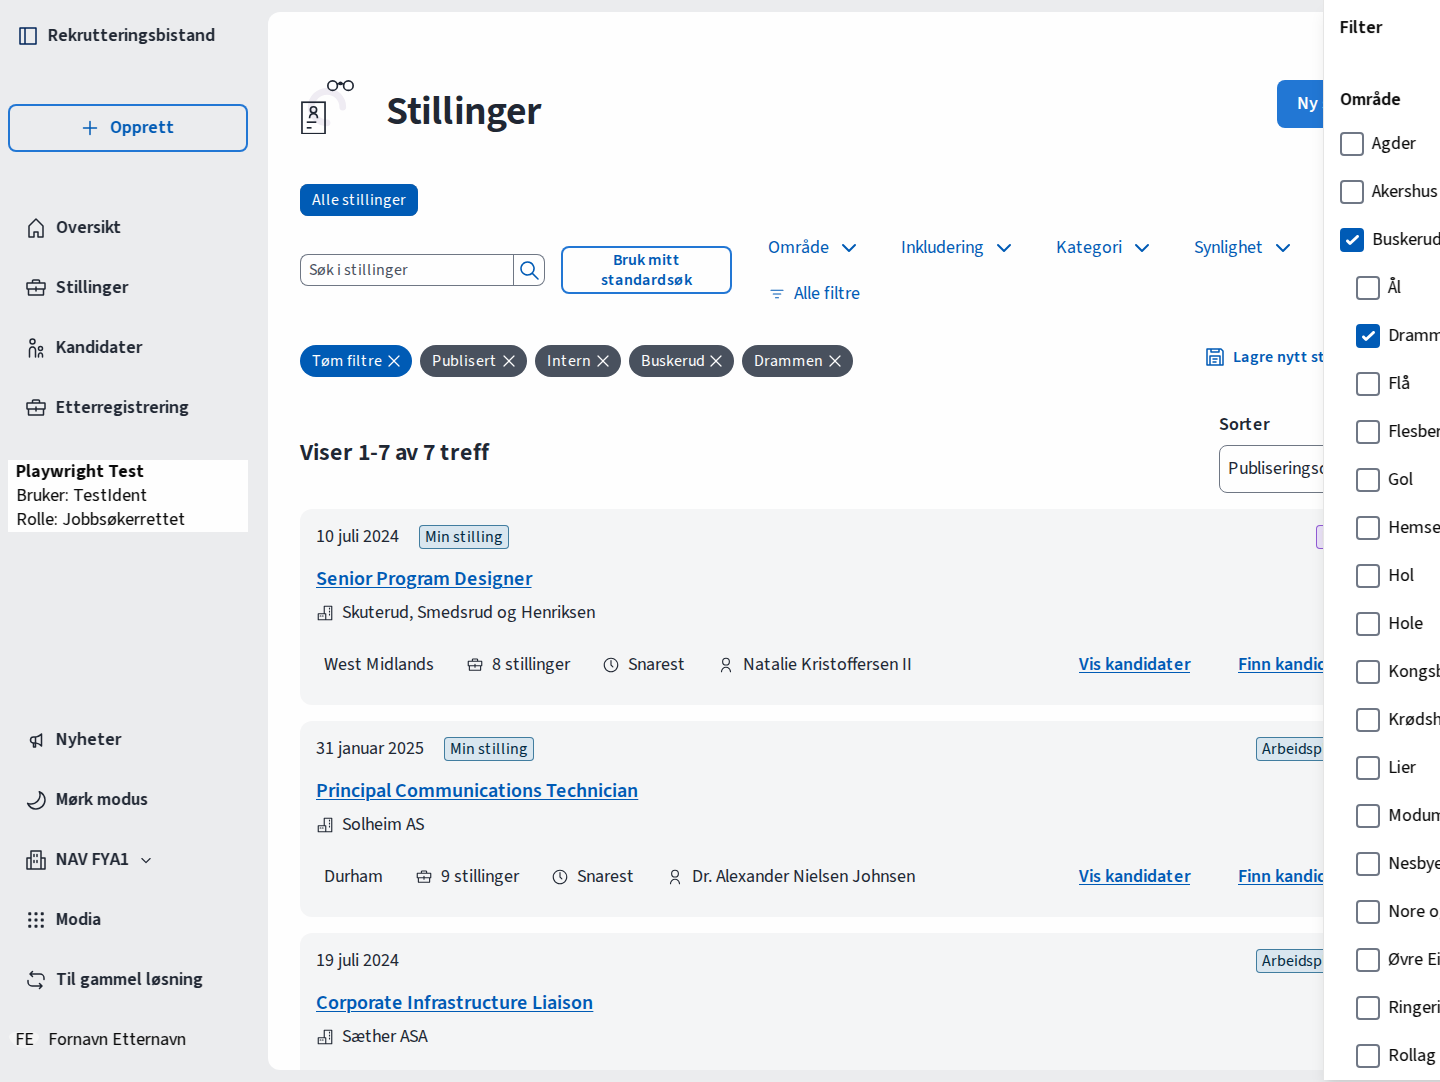 Rekrutteringsbistand
Opprett
Oversikt
Stillinger
Kandidater
Etterregistrering
Playwright Test
Bruker: TestIdent
Rolle: Jobbsøkerrettet
Nyheter
Mørk modus
NAV FYA1
Modia
Til gammel løsning
FE Fornavn Etternavn
Stillinger
Ny
Alle stillinger
Søk i stillinger
Bruk mitt
standardsøk
Område
Inkludering
Kategori
Synlighet
Alle filtre
Tøm filtre
Publisert
Intern
Buskerud
Drammen
Lagre nytt st
Viser 1-7 av 7 treff
Sorter
Publiserings
10 juli 2024 Min stilling
Senior Program Designer
Skuterud, Smedsrud og Henriksen
West Midlands 8 stillinger Snarest Natalie Kristoffersen II Vis kandidater Finn kandid
31 januar 2025 Min stilling Arbeidsp
Principal Communications Technician
Solheim AS
Durham 9 stillinger Snarest Dr. Alexander Nielsen Johnsen Vis kandidater Finn kandid
19 juli 2024 Arbeidsp
Corporate Infrastructure Liaison
Sæther ASA
Filter
Område
Agder
Akershus
Buskerud
Ål
Dramm
Flå
Flesber
Gol
Hemse
Hol
Hole
Kongsb
Krødsh
Lier
Modum
Nesbye
Nore o
Øvre Ei
Ringeri
Rollag